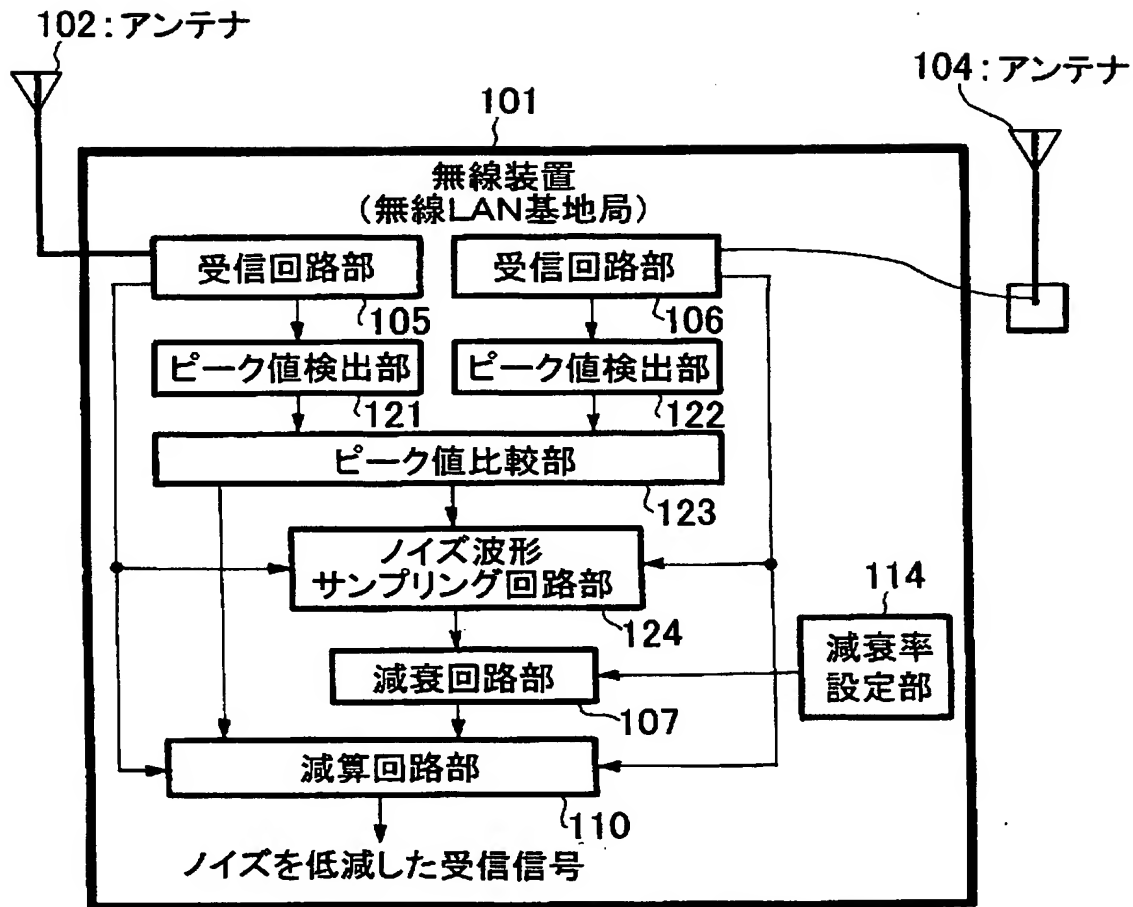 102:アンテナ
104:アンテナ
101
無線装置
(無線LAN基地局)
受信回路部
受信回路部
105
106
ピーク値検出部
ピーク値検出部
121
122
ピーク値比較部
123
ノイズ波形
サンプリング回路部
124
114
減衰率
設定部
減衰回路部
107
減算回路部
110
ノイズを低減した受信信号